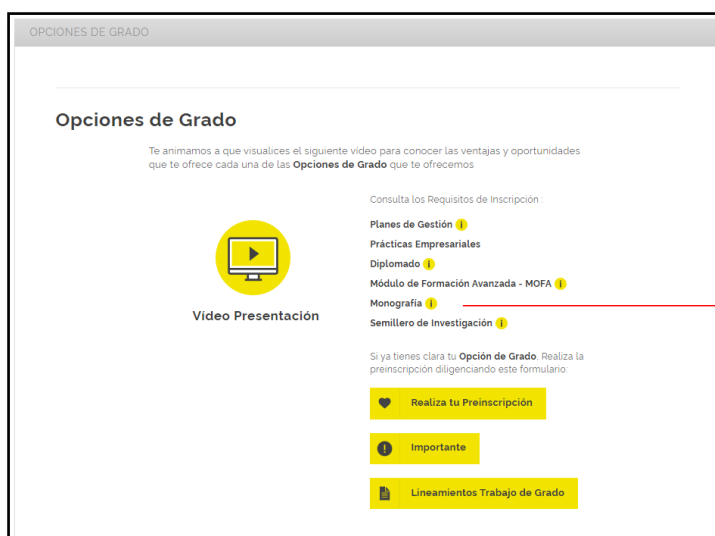 OPCIONES DE GRADO
Opciones de Grado
Te animamos a que visualices el siguiente vídeo para conocer las ventajas y oportunidades
que te ofrece cada una de las Opciones de Grado que te ofrecemos
Consulta los Requisitos de Inscripción :
Planes de Gestión i
Prácticas Empresariales
Diplomado i
Módulo de Formación Avanzada - MOFA i
Monografía i
Semillero de Investigación i
Vídeo Presentación
Si ya tienes clara tu Opción de Grado, Realiza la
preinscripción diligenciando este formulario:
Realiza tu Preinscripción
Importante
Lineamientos Trabajo de Grado